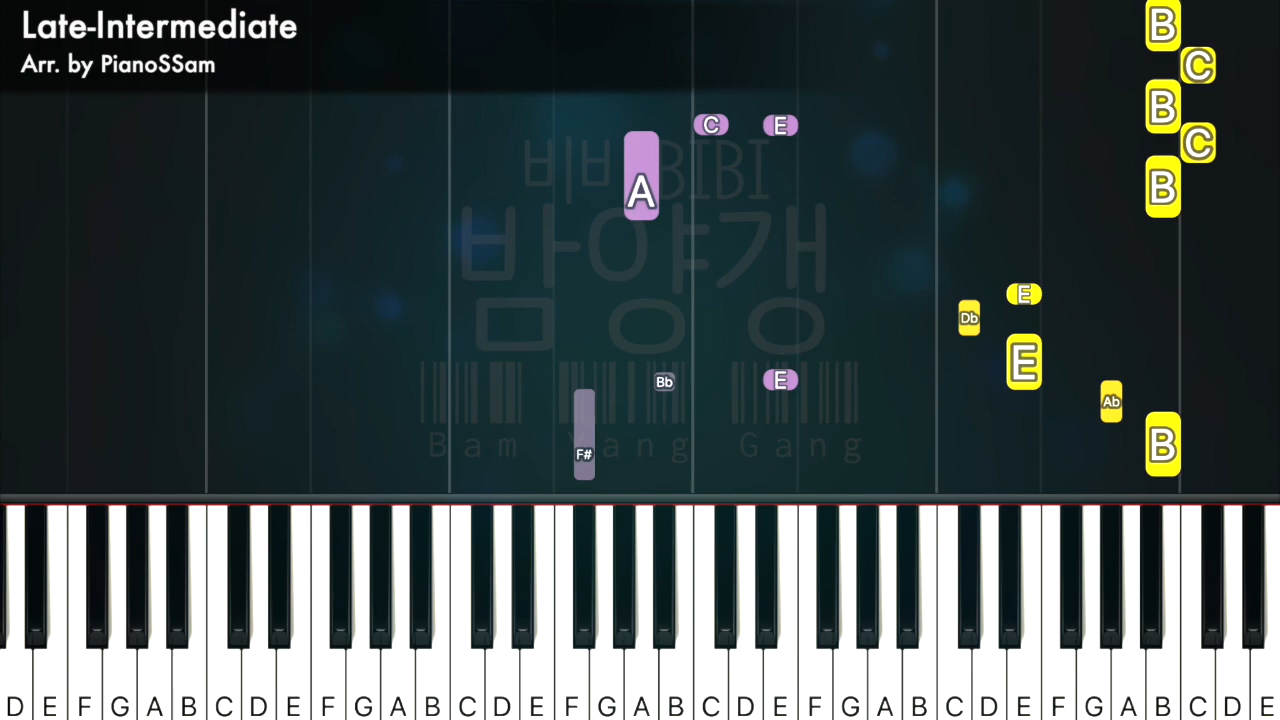 Late-Intermediate
Arr. by PianoSSam
B
C
C E
B
비비 BIBI
C
A
B
밤양갱
E
Db
E
Bb E
Ab
Bam Yang Gang
B
F#
D E F G A B C D E F G A B C D E F G A B C D E F G A B C D E F G A B C D E